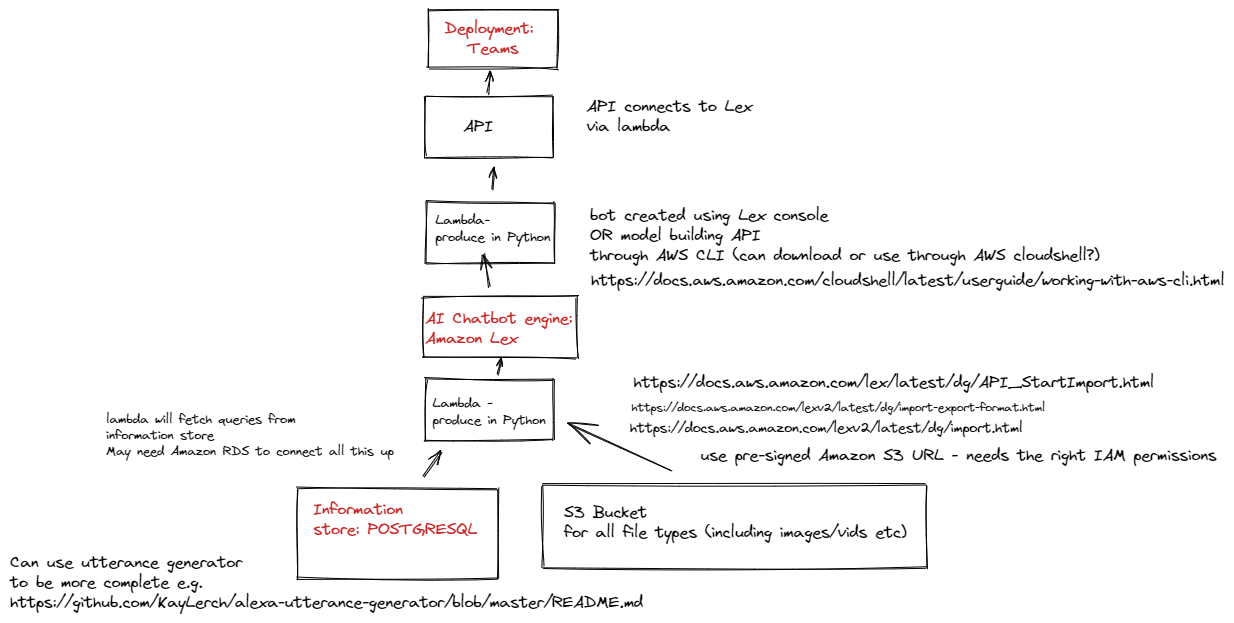 Deployment:
Teams
API
API connects to Lex
via lambda
Lambda-
produce in Python
bot created using Lex console
OR model building API
through AWS CLI (can download or use through AWS cloudshell?)
https://docs.aws.amazon.com/cloudshell/latest/userguide/working-with-aws-cli.html
AI Chatbot engine:
Amazon Lex
Lambda -
produce in Python
https://docs.aws.amazon.com/lex/latest/dg/API_StartImport.html
https://docs.aws.amazon.com/lexv2/latest/dg/import-export-format.html
https://docs.aws.amazon.com/lexv2/latest/dg/import.html
use pre-signed Amazon S3 URL - needs the right IAM permissions
lambda will fetch queries from
information store
May need Amazon RDS to connect all this up
Information
store: POSTGRESQL
S3 Bucket
for all file types (including images/vids etc)
Can use utterance generator
to be more complete e.g.
https://github.com/KayLerch/alexa-utterance-generator/blob/master/README.md